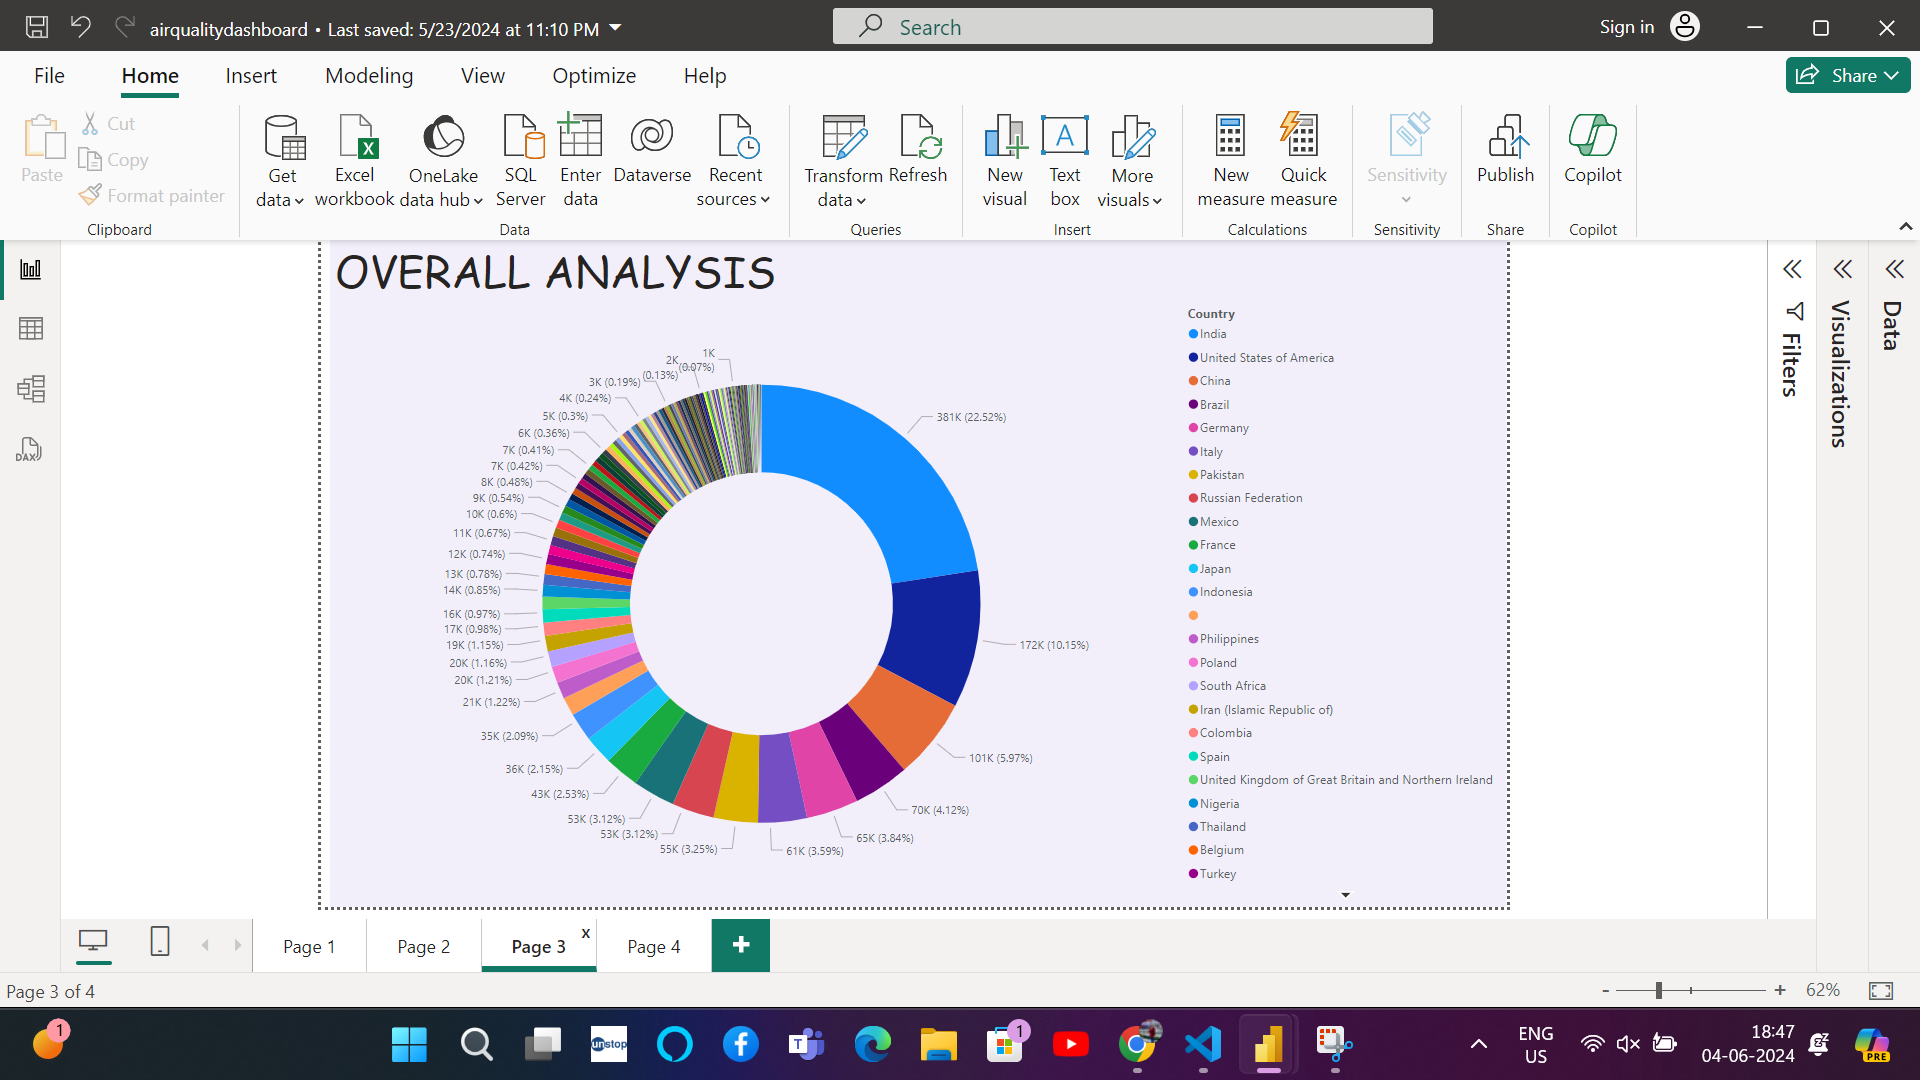 airqualitydashboard • Last saved: 5/23/2024 at 11:10 PM
Search
Sign in
File
Home
Insert
Modeling
View
Optimize
Help
Share
Paste
Cut
Copy
Format painter
Clipboard
Get
data
Excel
workbook
OneLake
data hub
SQL
Server
Enter
data
Dataverse
Recent
sources
Data
Transform
data
Refresh
Queries
New
visual
A
Text
box
More
visuals
Insert
New
measure
Quick
measure
Calculations
Sensitivity
Sensitivity
Publish
Share
Copilot
Copilot
DAX
OVERALL ANALYSIS
381K (22.52%)
172K (10.15%)
101K (5.97%)
70K (4.12%)
65K (3.84%)
61K (3.59%)
55K (3.25%)
53K (3.12%)
53K (3.12%)
43K (2.53%)
36K (2.15%)
35K (2.09%)
21K (1.22%)
20K (1.21%)
20K (1.16%)
19K (1.15%)
17K (0.98%)
16K (0.97%)
14K (0.85%)
13K (0.78%)
12K (0.74%)
11K (0.67%)
10K (0.6%)
9K (0.54%)
8K (0.48%)
7K (0.42%)
7K (0.41%)
6K (0.36%)
5K (0.3%)
4K (0.24%)
3K (0.19%)
2K
(0.13%)
1K
(0.07%)
Country
India
United States of America
China
Brazil
Germany
Italy
Pakistan
Russian Federation
Mexico
France
Japan
Indonesia
Philippines
Poland
South Africa
Iran (Islamic Republic of)
Colombia
Spain
United Kingdom of Great Britain and Northern Ireland
Nigeria
Thailand
Belgium
Turkey
Filters
Visualizations
Data
Page 1
Page 2
Page 3
x
Page 4
+
Page 3 of 4
- + 62%
1
unstop
T
1
ENG
US
18:47
04-06-2024
PRE